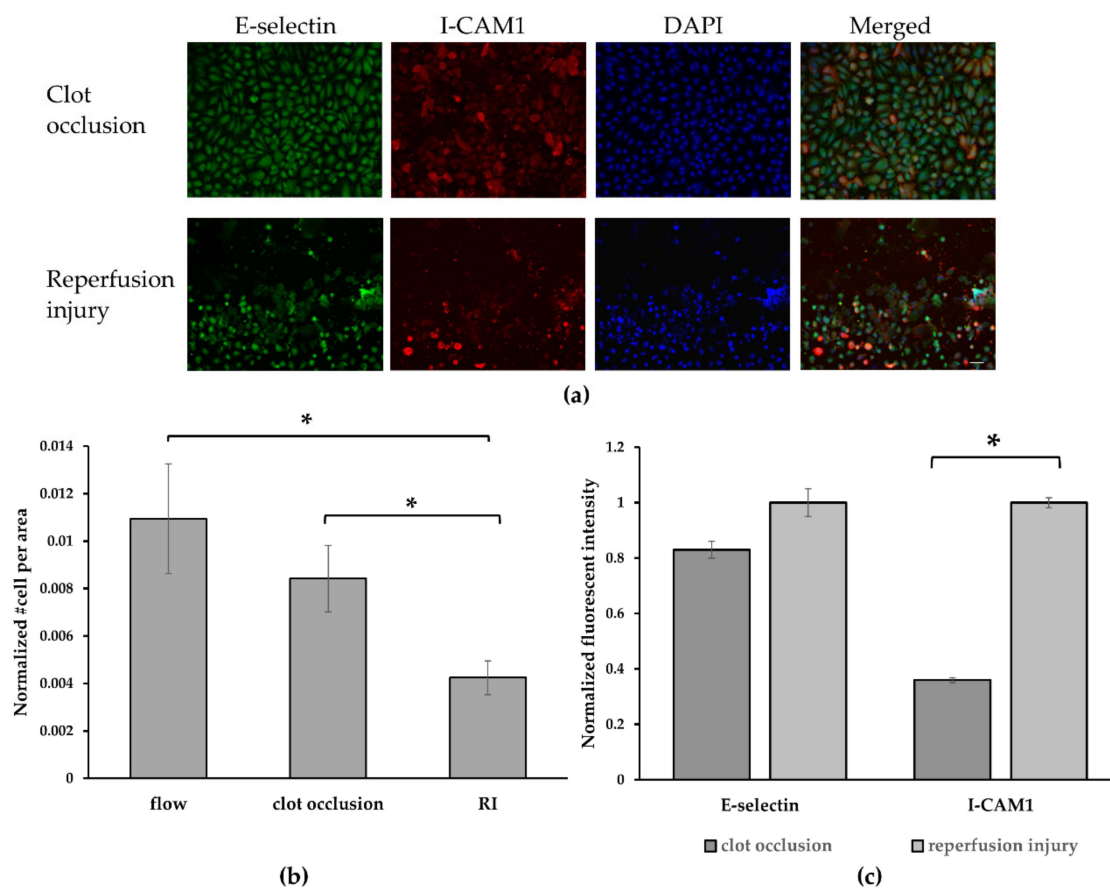 E-selectin I-CAM1 DAPI Merged
Clot
occlusion
Reperfusion
injury
(a)
*
*
Normalized #cell per area
0.014
0.012
0.01
0.008
0.006
0.004
0.002
0
flow clot occlusion RI
(b)
*
Normalized fluorescent intensity
1.2
1
0.8
0.6
0.4
0.2
0
E-selectin I-CAM1
clot occlusion reperfusion injury
(c)